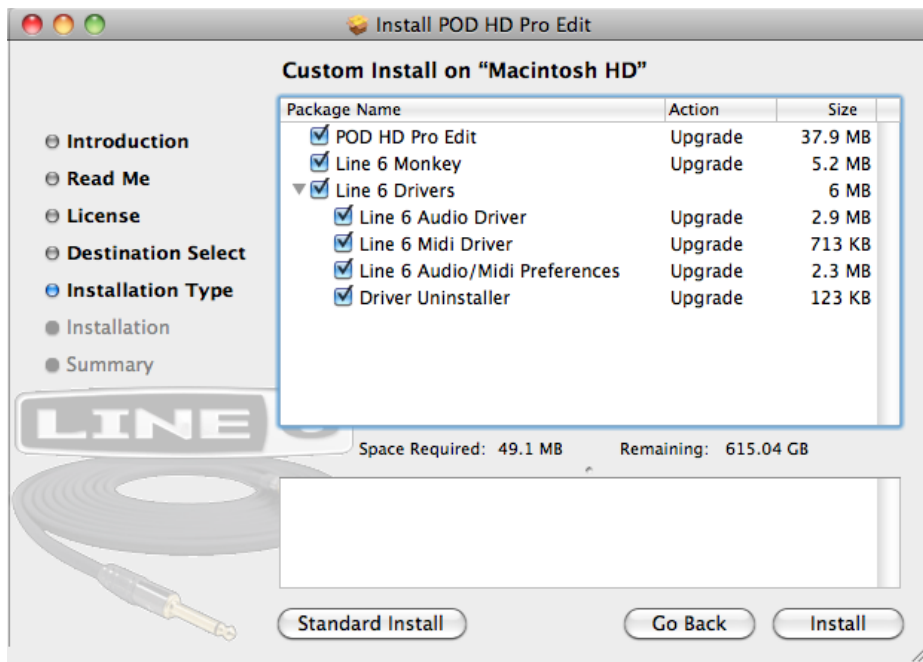 Install POD HD Pro Edit
Custom Install on “Macintosh HD”
Introduction
Read Me
License
Destination Select
Installation Type
Installation
Summary
Package Name Action Size
POD HD Pro Edit Upgrade 37.9 MB
Line 6 Monkey Upgrade 5.2 MB
Line 6 Drivers 6 MB
Line 6 Audio Driver Upgrade 2.9 MB
Line 6 Midi Driver Upgrade 713 KB
Line 6 Audio/Midi Preferences Upgrade 2.3 MB
Driver Uninstaller Upgrade 123 KB
LINE 6
Space Required: 49.1 MB Remaining: 615.04 GB
Standard Install Go Back Install